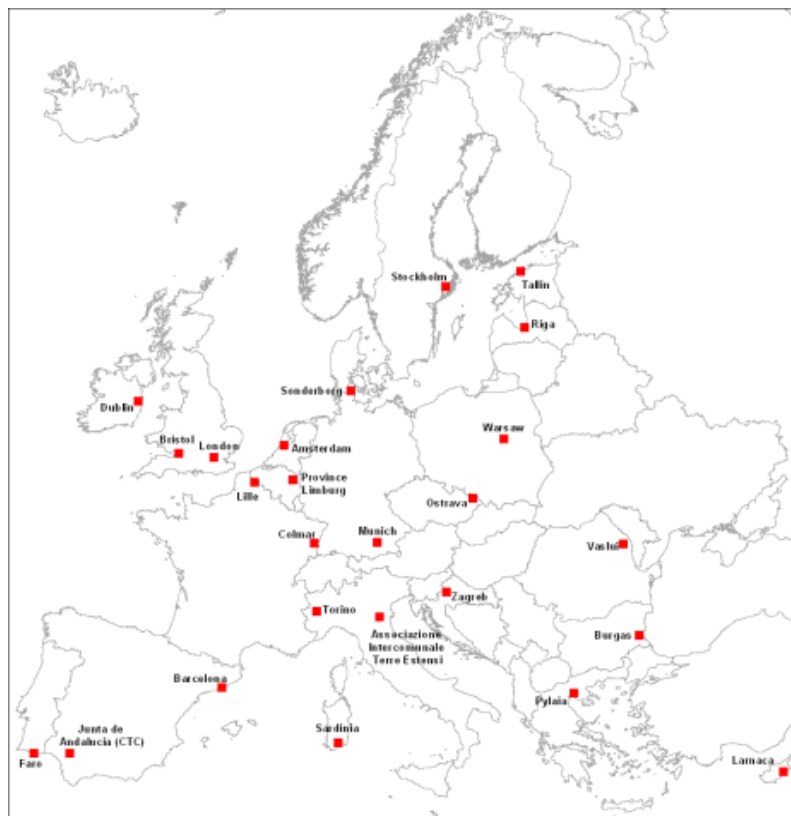 Stockholm
Tallin
Riga
Sonderborg
Dublin
Bristol
London
Amsterdam
Warsaw
Lille
Province
Limburg
Ostrava
Colmar
Munich
Vaslui
Zagreb
Torino
Associazione
Intercomunale
Terre Estensi
Burgas
Barcelona
Pylaia
Junta de
Andalucia (CTC)
Faro
Sardinia
Larnaca